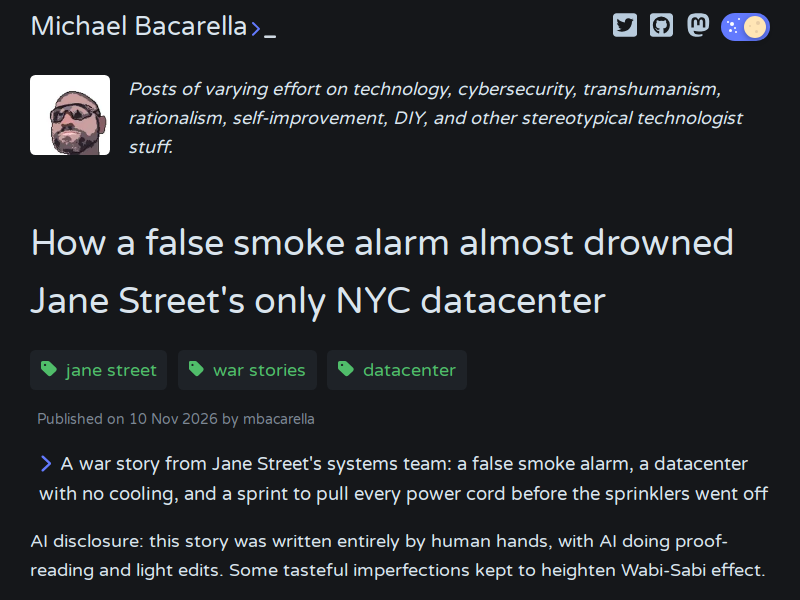 Michael Bacarella>_
Posts of varying effort on technology, cybersecurity, transhumanism,
rationalism, self-improvement, DIY, and other stereotypical technologist
stuff.
How a false smoke alarm almost drowned
Jane Street's only NYC datacenter
jane street war stories datacenter
Published on 10 Nov 2026 by mbacarella
> A war story from Jane Street's systems team: a false smoke alarm, a datacenter
with no cooling, and a sprint to pull every power cord before the sprinklers went off
AI disclosure: this story was written entirely by human hands, with AI doing proof-
reading and light edits. Some tasteful imperfections kept to heighten Wabi-Sabi effect.